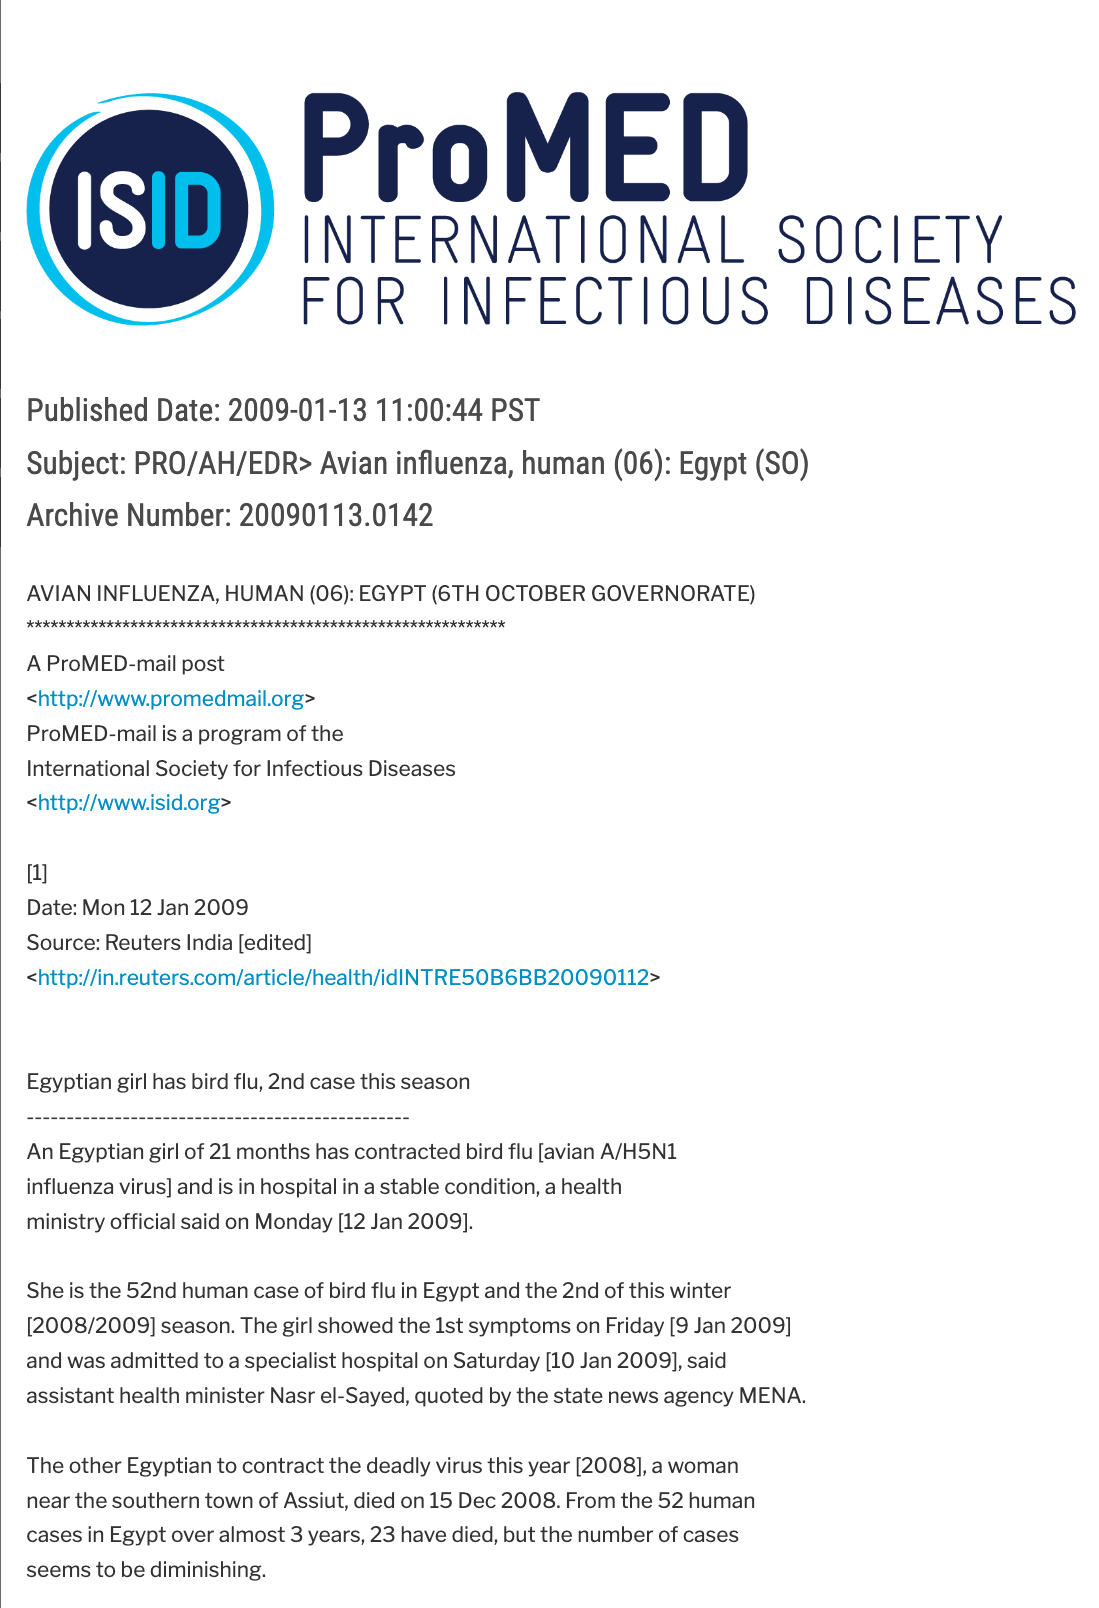 ISID
ProMED
INTERNATIONAL SOCIETY
FOR INFECTIOUS DISEASES
Published Date: 2009-01-13 11:00:44 PST
Subject: PRO/AH/EDR> Avian influenza, human (06): Egypt (SO)
Archive Number: 20090113.0142
AVIAN INFLUENZA, HUMAN (06): EGYPT (6TH OCTOBER GOVERNORATE)
************************************************************
A ProMED-mail post
<http://www.promedmail.org>
ProMED-mail is a program of the
International Society for Infectious Diseases
<http://www.isid.org>
[1]
Date: Mon 12 Jan 2009
Source: Reuters India [edited]
<http://in.reuters.com/article/health/idINTRE50B6BB20090112>
Egyptian girl has bird flu, 2nd case this season
------------------------------------------------
An Egyptian girl of 21 months has contracted bird flu [avian A/H5N1
influenza virus] and is in hospital in a stable condition, a health
ministry official said on Monday [12 Jan 2009].
She is the 52nd human case of bird flu in Egypt and the 2nd of this winter
[2008/2009] season. The girl showed the 1st symptoms on Friday [9 Jan 2009]
and was admitted to a specialist hospital on Saturday [10 Jan 2009], said
assistant health minister Nasr el-Sayed, quoted by the state news agency MENA.
The other Egyptian to contract the deadly virus this year [2008], a woman
near the southern town of Assiut, died on 15 Dec 2008. From the 52 human
cases in Egypt over almost 3 years, 23 have died, but the number of cases
seems to be diminishing.